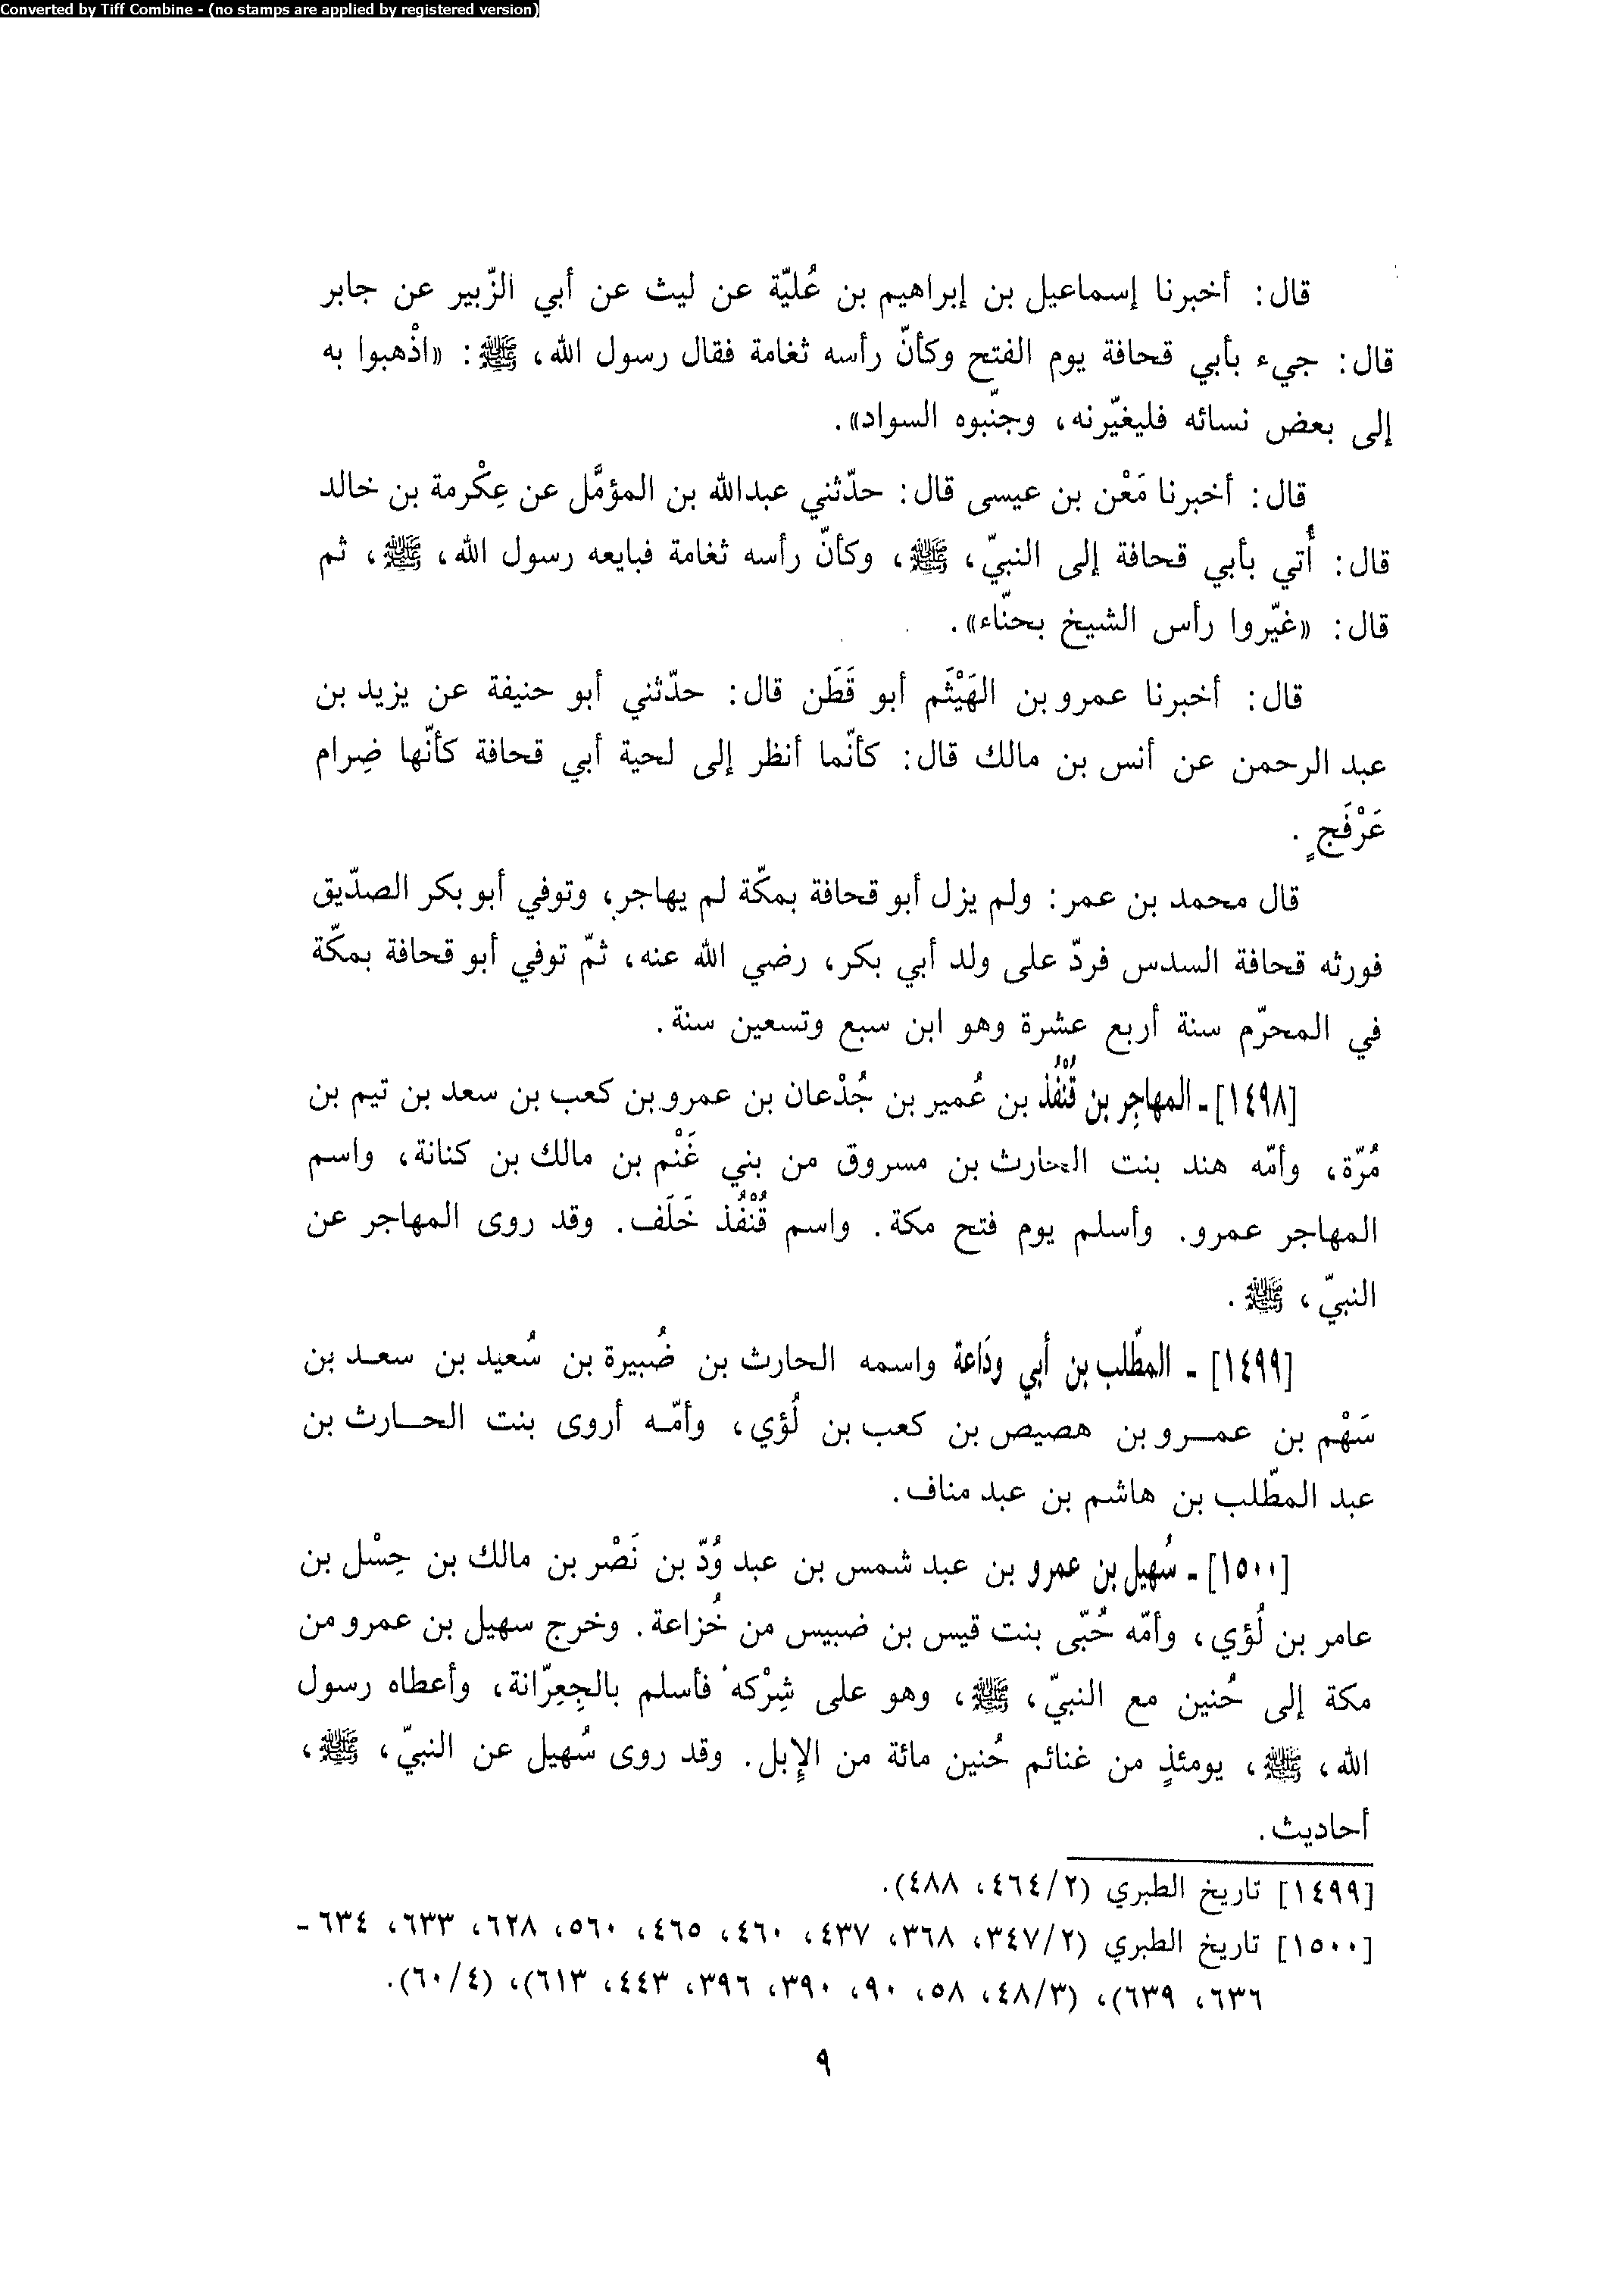 Converted by Tiff Combine - (no stamps are applied by registered version)
قال: أخبرنا إسماعيل بن إبراهيم بن عُليّة عن ليث عن أبي الزّبير عن جابر
قال: جيء بأبي قحافة يوم الفتح وكأنّ رأسه ثغامة فقال رسول الله، ﷺ: «اذْهبوا به
إلى بعض نسائه فليغيّرنه، وجنّبوه السواد».
قال: أخبرنا مَعْن بن عيسى قال: حدّثني عبدالله بن المؤمَّل عن عِكْرمة بن خالد
قال: أُتي بأبي قحافة إلى النبيّ، ﷺ، وكأنّ رأسه ثغامة فبايعه رسول الله، ﷺ، ثم
قال: «غيّروا رأس الشيخ بحنّاء».
قال: أخبرنا عمرو بن الهَيْثَم أبو قَطَن قال: حدّثني أبو حنيفة عن يزيد بن
عبد الرحمن عن أنس بن مالك قال: كأنّما أنظر إلى لحية أبي قحافة كأنّها ضِرام
عَرْفَجٍ.
قال محمد بن عمر: ولم يزل أبو قحافة بمكّة لم يهاجر، وتوفي أبو بكر الصدّيق
فورثه قحافة السدس فردّ على ولد أبي بكر، رضي الله عنه، ثمّ توفي أبو قحافة بمكّة
في المحرّم سنة أربع عشرة وهو ابن سبع وتسعين سنة.
[١٤٩٨] - المهاجِر بن قُنْفُذ بن عُمير بن جُدْعان بن عمرو بن كعب بن سعد بن تيم بن
مُرّة، وأمّه هند بنت الحارث بن مسروق من بني غَنْم بن مالك بن كنانة، واسم
المهاجر عمرو. وأسلم يوم فتح مكة. واسم قُنْفُذ خَلَف. وقد روى المهاجر عن
النبيّ، ﷺ.
[١٤٩٩] - المطّلب بن أبي ودَاعة واسمه الحارث بن ضُبيرة بن سُعيد بن سعد بن
سَهْم بن عمرو بن هصيص بن كعب بن لُؤي، وأمّه أروى بنت الحارث بن
عبد المطّلب بن هاشم بن عبد مناف.
[١٥٠٠] - سُهيل بن عمرو بن عبد شمس بن عبد وُدّ بن نَصْر بن مالك بن حِسْل بن
عامر بن لُؤي، وأمّه حُبّى بنت قيس بن ضبيس من خُزاعة. وخرج سهيل بن عمرو من
مكة إلى حُنين مع النبيّ، ﷺ، وهو على شِرْكه فأسلم بالجِعِرّانة، وأعطاه رسول
الله، ﷺ، يومئذٍ من غنائم حُنين مائة من الإبل. وقد روى سُهيل عن النبيّ، ﷺ،
أحاديث.
[١٤٩٩] تاريخ الطبري (٢/٤٦٤، ٤٨٨).
[١٥٠٠] تاريخ الطبري (٢/٣٤٧، ٣٦٨، ٤٣٧، ٤٦٠، ٤٦٥، ٥٦٠، ٦٢٨، ٦٣٣، ٦٣٤-
٦٣٦، ٦٣٩)، (٣/٤٨، ٥٨، ٩٠، ٣٩٠، ٣٩٦، ٤٤٣، ٦١٣)، (٤/٦٠).
٩